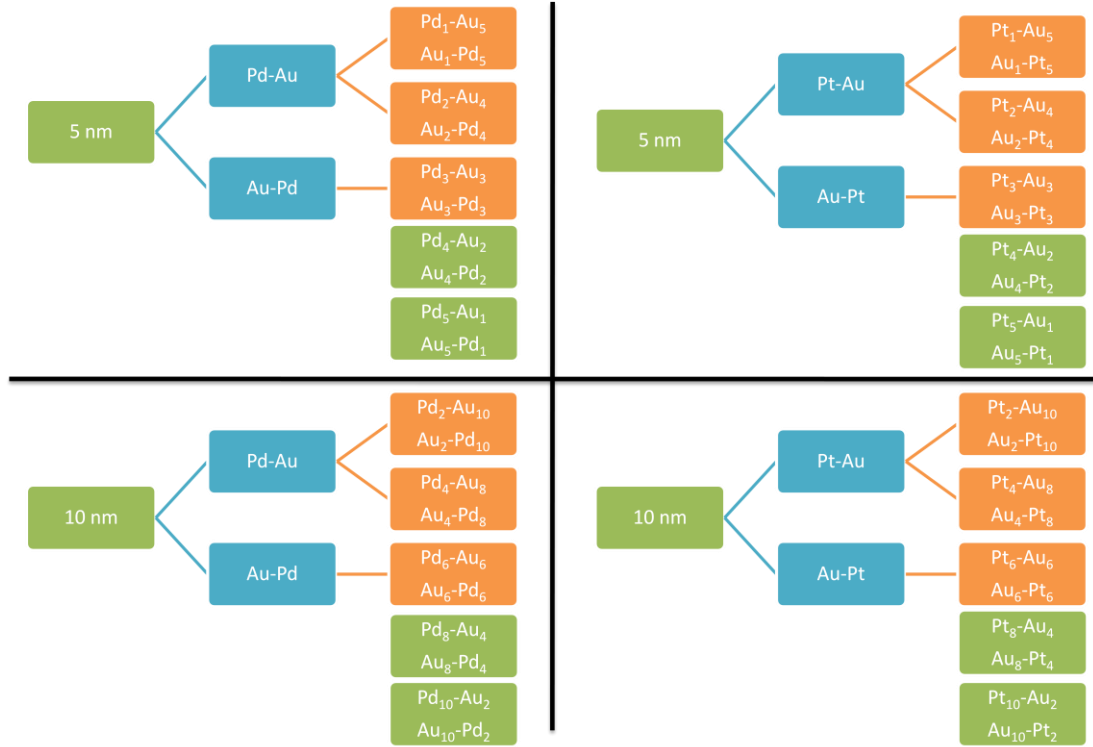 5 nm
Pd-Au
Au-Pd
Pd₁-Au₅
Au₁-Pd₅
Pd₂-Au₄
Au₂-Pd₄
Pd₃-Au₃
Au₃-Pd₃
Pd₄-Au₂
Au₄-Pd₂
Pd₅-Au₁
Au₅-Pd₁
5 nm
Pt-Au
Au-Pt
Pt₁-Au₅
Au₁-Pt₅
Pt₂-Au₄
Au₂-Pt₄
Pt₃-Au₃
Au₃-Pt₃
Pt₄-Au₂
Au₄-Pt₂
Pt₅-Au₁
Au₅-Pt₁
10 nm
Pd-Au
Au-Pd
Pd₂-Au₁₀
Au₂-Pd₁₀
Pd₄-Au₈
Au₄-Pd₈
Pd₆-Au₆
Au₆-Pd₆
Pd₈-Au₄
Au₈-Pd₄
Pd₁₀-Au₂
Au₁₀-Pd₂
10 nm
Pt-Au
Au-Pt
Pt₂-Au₁₀
Au₂-Pt₁₀
Pt₄-Au₈
Au₄-Pt₈
Pt₆-Au₆
Au₆-Pt₆
Pt₈-Au₄
Au₈-Pt₄
Pt₁₀-Au₂
Au₁₀-Pt₂